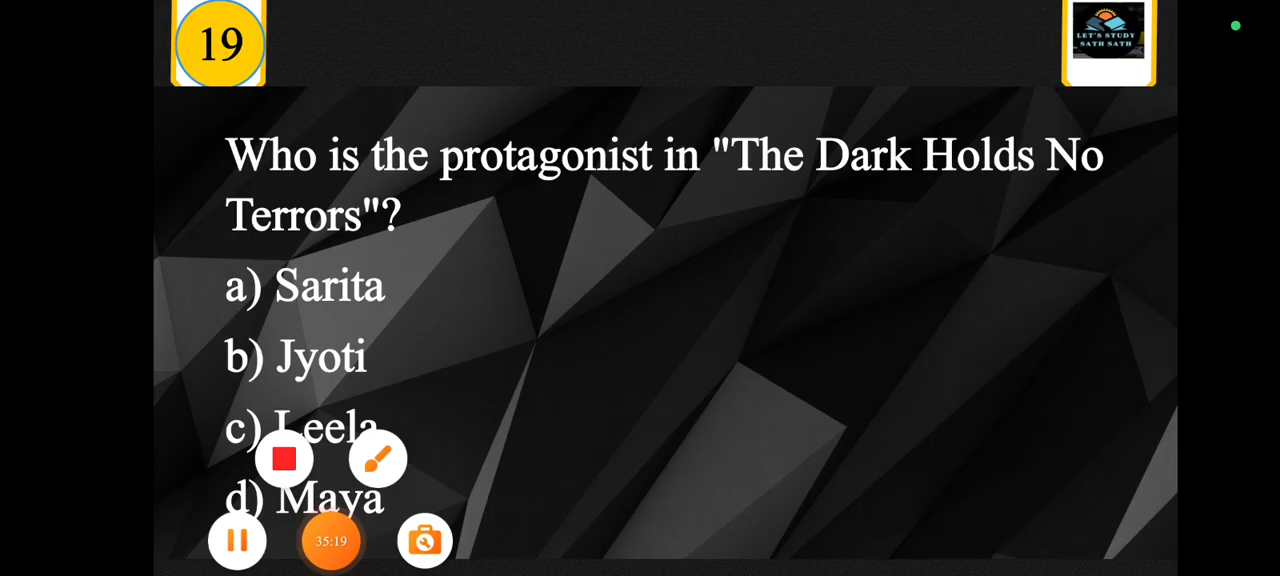 19
LET'S STUDY
SATH SATH
Who is the protagonist in "The Dark Holds No
Terrors"?
a) Sarita
b) Jyoti
c) Leela
d) Maya
35:19